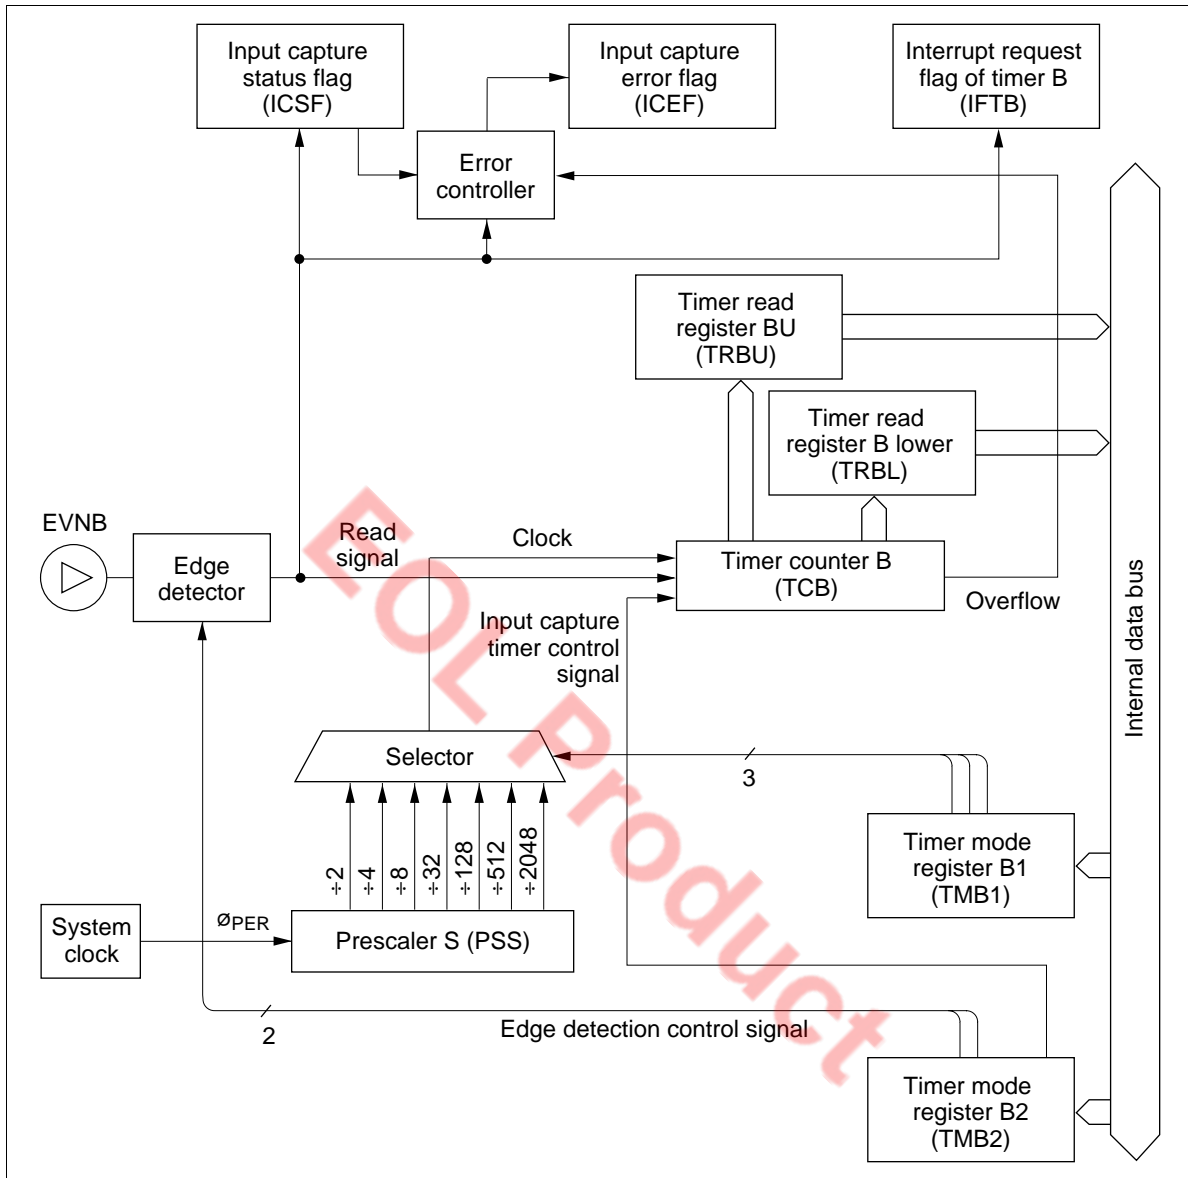 Input capture
status flag
(ICSF)
Input capture
error flag
(ICEF)
Interrupt request
flag of timer B
(IFTB)
Error
controller
Timer read
register BU
(TRBU)
Timer read
register B lower
(TRBL)
EVNB
Edge
detector
Read
signal
Clock
Timer counter B
(TCB)
Overflow
Input capture
timer control
signal
Internal data bus
Selector
3
÷2
÷4
÷8
÷32
÷128
÷512
÷2048
Timer mode
register B1
(TMB1)
System
clock
øPER
Prescaler S (PSS)
2
Edge detection control signal
Timer mode
register B2
(TMB2)
EOL Product